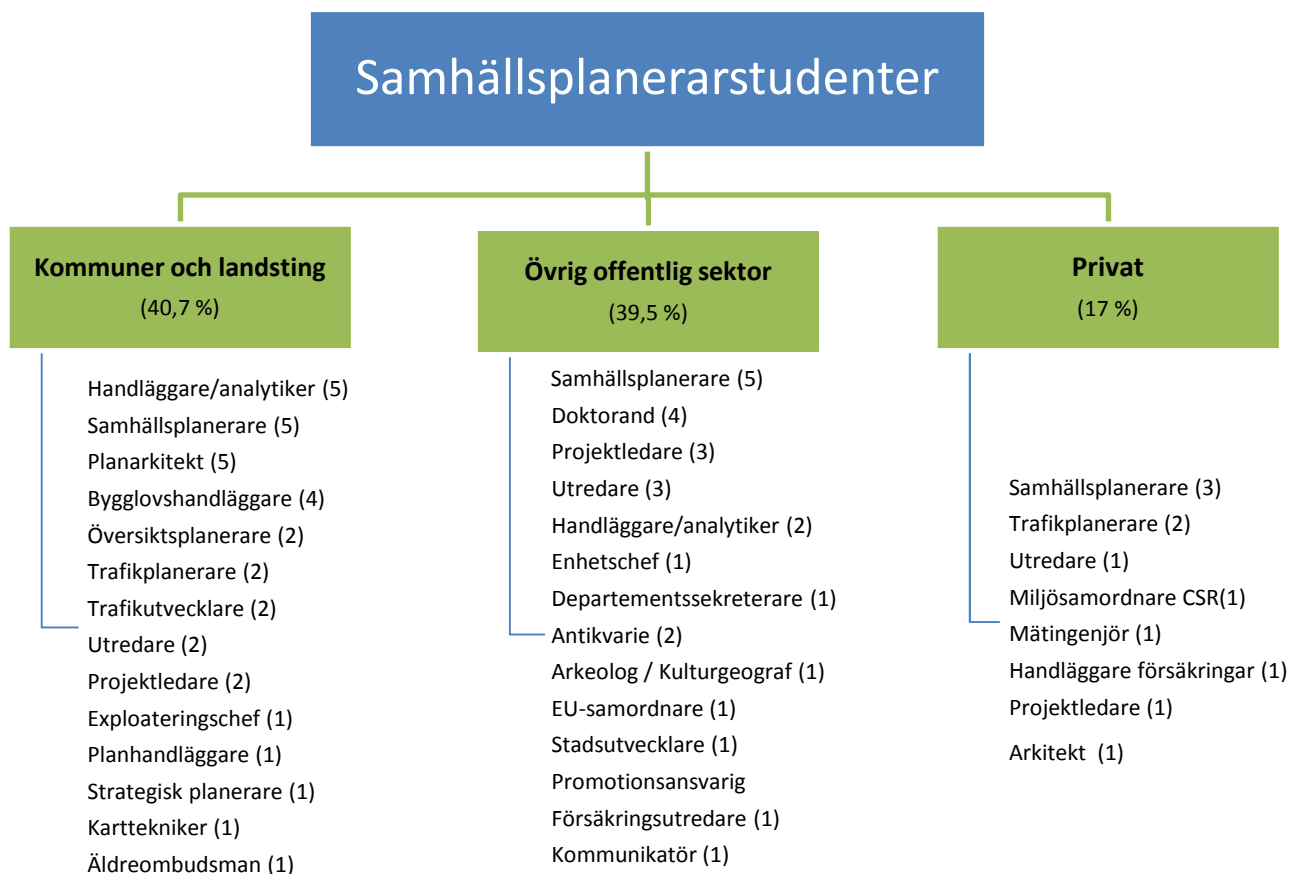 Samhällsplanerarstudenter
Kommuner och landsting
(40,7 %)
Handläggare/analytiker (5)
Samhällsplanerare (5)
Planarkitekt (5)
Bygglovshandläggare (4)
Översiktsplanerare (2)
Trafikplanerare (2)
Trafikutvecklare (2)
Utredare (2)
Projektledare (2)
Exploateringschef (1)
Planhandläggare (1)
Strategisk planerare (1)
Karttekniker (1)
Äldreombudsman (1)
Övrig offentlig sektor
(39,5 %)
Samhällsplanerare (5)
Doktorand (4)
Projektledare (3)
Utredare (3)
Handläggare/analytiker (2)
Enhetschef (1)
Departementssekreterare (1)
Antikvarie (2)
Arkeolog / Kulturgeograf (1)
EU-samordnare (1)
Stadsutvecklare (1)
Promotionsansvarig
Försäkringsutredare (1)
Kommunikatör (1)
Privat
(17 %)
Samhällsplanerare (3)
Trafikplanerare (2)
Utredare (1)
Miljösamordnare CSR(1)
Mätingenjör (1)
Handläggare försäkringar (1)
Projektledare (1)
Arkitekt (1)